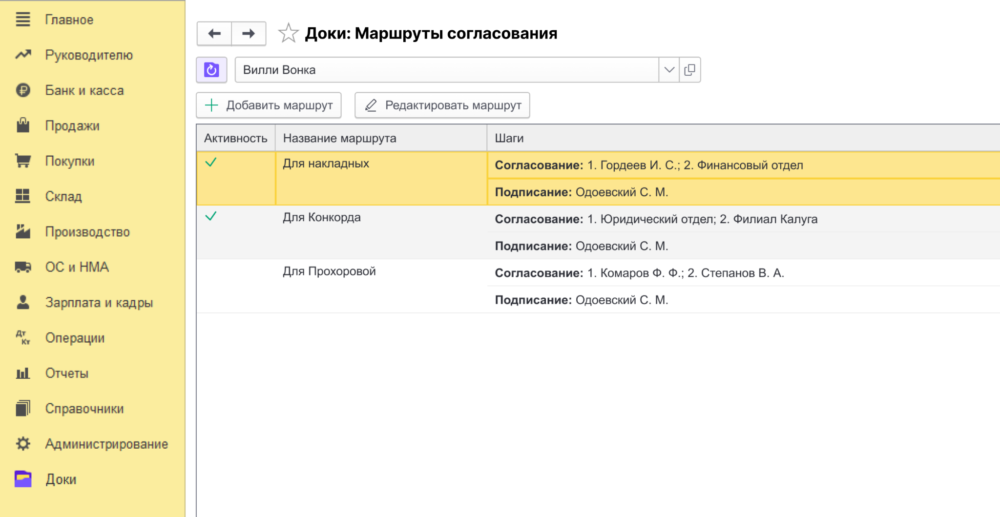 Главное
Руководителю
Банк и касса
Продажи
Покупки
Склад
Производство
ОС и НМА
Зарплата и кадры
Дт
Кт
Операции
Отчеты
Справочники
Администрирование
Доки
Доки: Маршруты согласования
Вилли Вонка
Добавить маршрут Редактировать маршрут
Активность Название маршрута Шаги
Для накладных Согласование: 1. Гордеев И. С.; 2. Финансовый отдел
Подписание: Одоевский С. М.
Для Конкорда Согласование: 1. Юридический отдел; 2. Филиал Калуга
Подписание: Одоевский С. М.
Для Прохоровой Согласование: 1. Комаров Ф. Ф.; 2. Степанов В. А.
Подписание: Одоевский С. М.